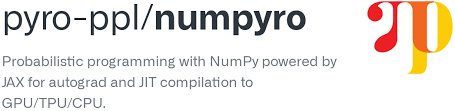 pyro-ppl/numpyro
Probabilistic programming with NumPy powered by
JAX for autograd and JIT compilation to
GPU/TPU/CPU.